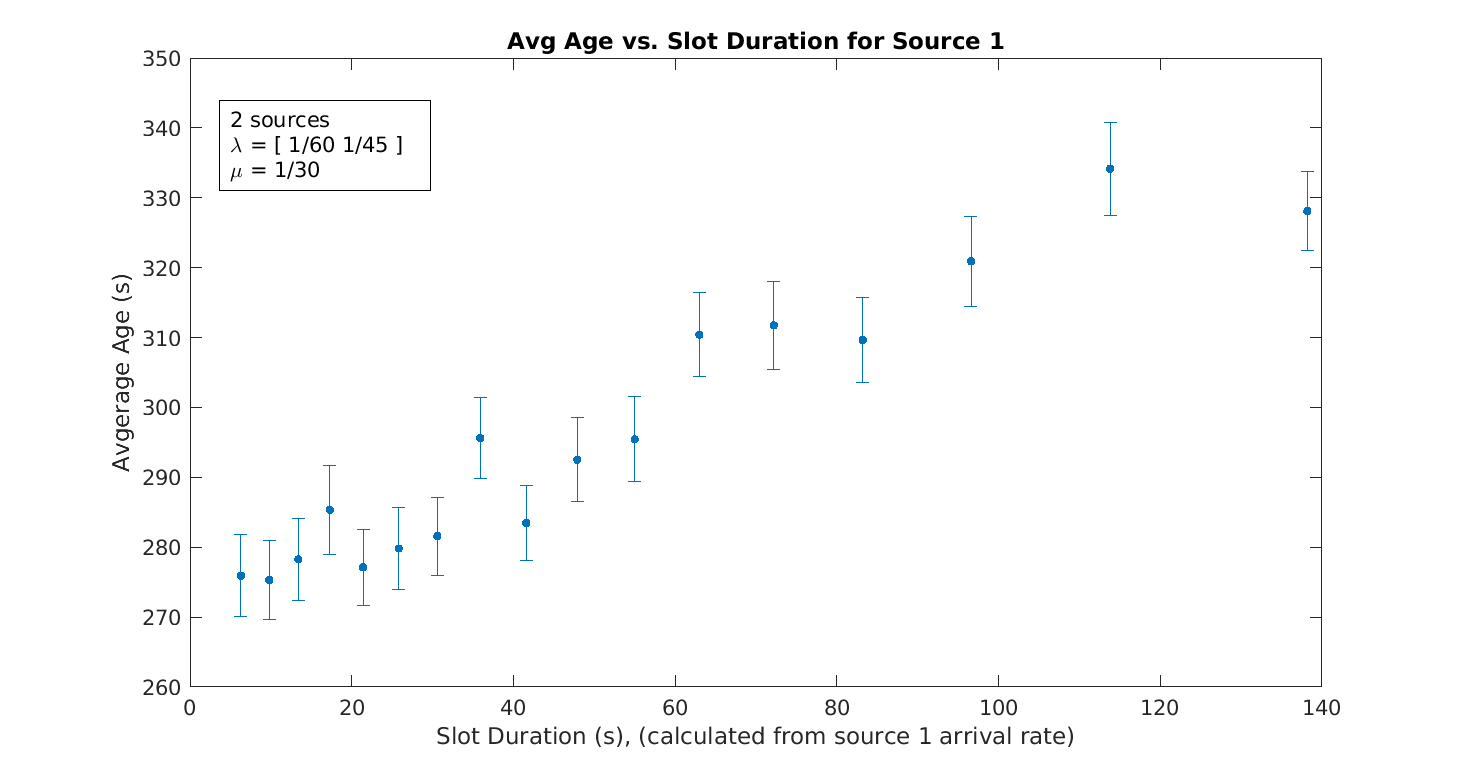 Avg Age vs. Slot Duration for Source 1
350
340
330
320
310
300
290
280
270
260
2 sources
λ = [ 1/60 1/45 ]
μ = 1/30
Avgerage Age (s)
0 20 40 60 80 100 120 140
Slot Duration (s), (calculated from source 1 arrival rate)